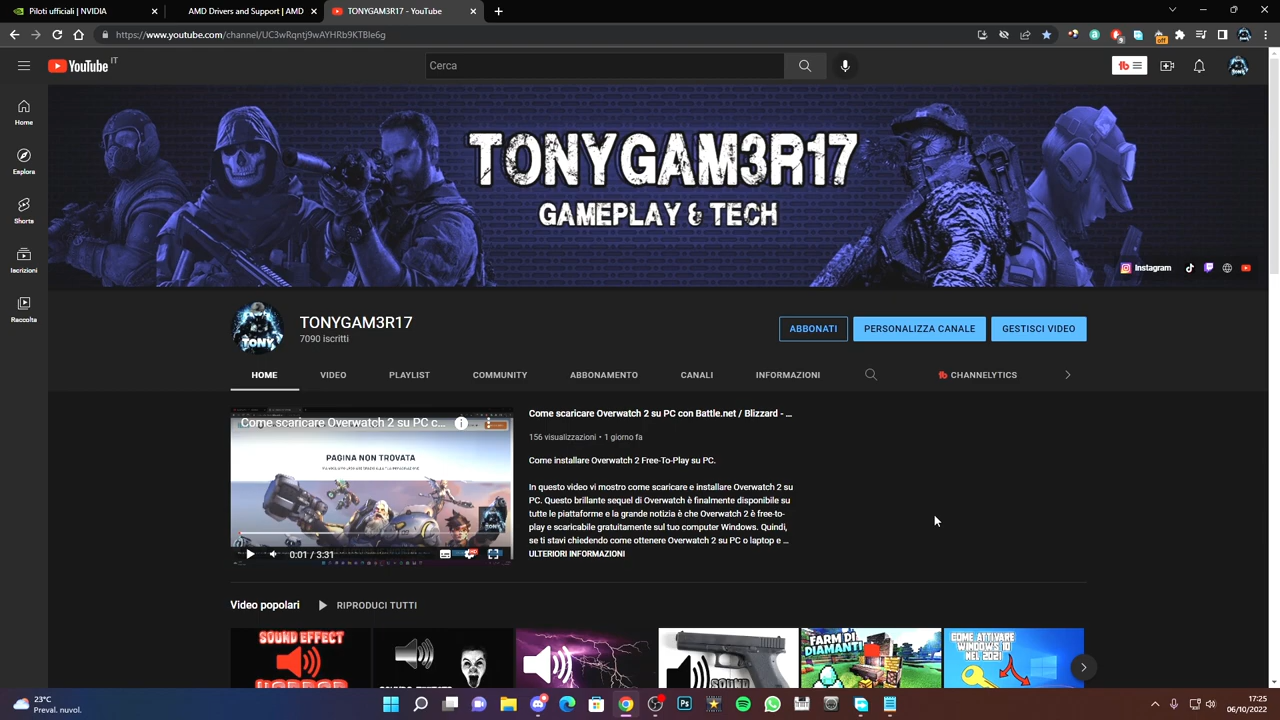 Piloti ufficiali | NVIDIA
AMD Drivers and Support | AMD
TONYGAM3R17 - YouTube
https://www.youtube.com/channel/UC3wRqntj9wAYHRb9KTBle6g
YouTube IT
Cerca
Home
Esplora
Shorts
Iscrizioni
Raccolta
TONYGAM3R17
GAMEPLAY & TECH
Instagram
TONY
TONYGAM3R17
7090 iscritti
ABBONATI
PERSONALIZZA CANALE
GESTISCI VIDEO
HOME
VIDEO
PLAYLIST
COMMUNITY
ABBONAMENTO
CANALI
INFORMAZIONI
CHANNELYTICS
Come scaricare Overwatch 2 su PC c...
PAGINA NON TROVATA
0:01 / 3:31
Come scaricare Overwatch 2 su PC con Battle.net / Blizzard - ...
156 visualizzazioni • 1 giorno fa
Come installare Overwatch 2 Free-To-Play su PC.
In questo video vi mostro come scaricare e installare Overwatch 2 su
PC. Questo brillante sequel di Overwatch è finalmente disponibile su
tutte le piattaforme e la grande notizia è che Overwatch 2 è free-to-
play e scaricabile gratuitamente sul tuo computer Windows. Quindi,
se ti stavi chiedendo come ottenere Overwatch 2 su PC o laptop e ...
ULTERIORI INFORMAZIONI
Video popolari
RIPRODUCI TUTTI
SOUND EFFECT
FARM DI
DIAMANTI
COME ATTIVARE
WINDOWS 10
NEL 2021
23°C
Preval. nuvol.
17:25
06/10/2022